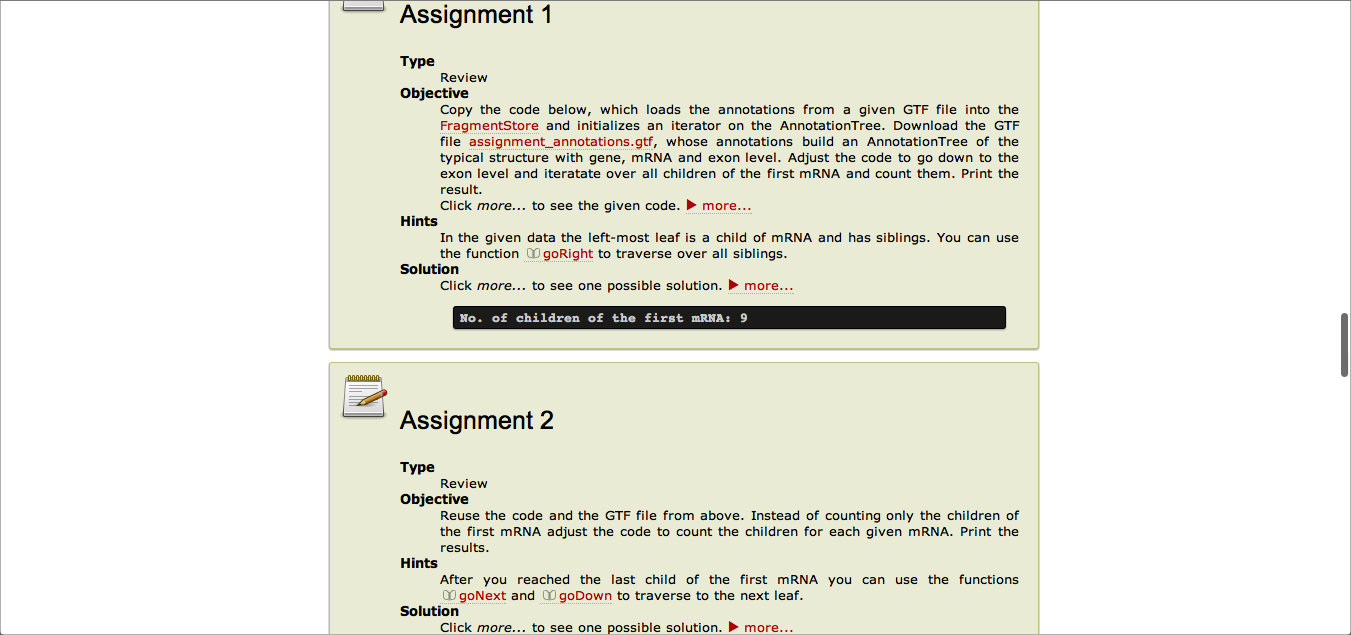 Assignment 1
Type
Review
Objective
Copy the code below, which loads the annotations from a given GTF file into the
FragmentStore and initializes an iterator on the AnnotationTree. Download the GTF
file assignment_annotations.gtf, whose annotations build an AnnotationTree of the
typical structure with gene, mRNA and exon level. Adjust the code to go down to the
exon level and iteratate over all children of the first mRNA and count them. Print the
result.
Click more... to see the given code. ▶ more...
Hints
In the given data the left-most leaf is a child of mRNA and has siblings. You can use
the function goRight to traverse over all siblings.
Solution
Click more... to see one possible solution. ▶ more...
No. of children of the first mRNA: 9
Assignment 2
Type
Review
Objective
Reuse the code and the GTF file from above. Instead of counting only the children of
the first mRNA adjust the code to count the children for each given mRNA. Print the
results.
Hints
After you reached the last child of the first mRNA you can use the functions
goNext and goDown to traverse to the next leaf.
Solution
Click more... to see one possible solution. ▶ more...